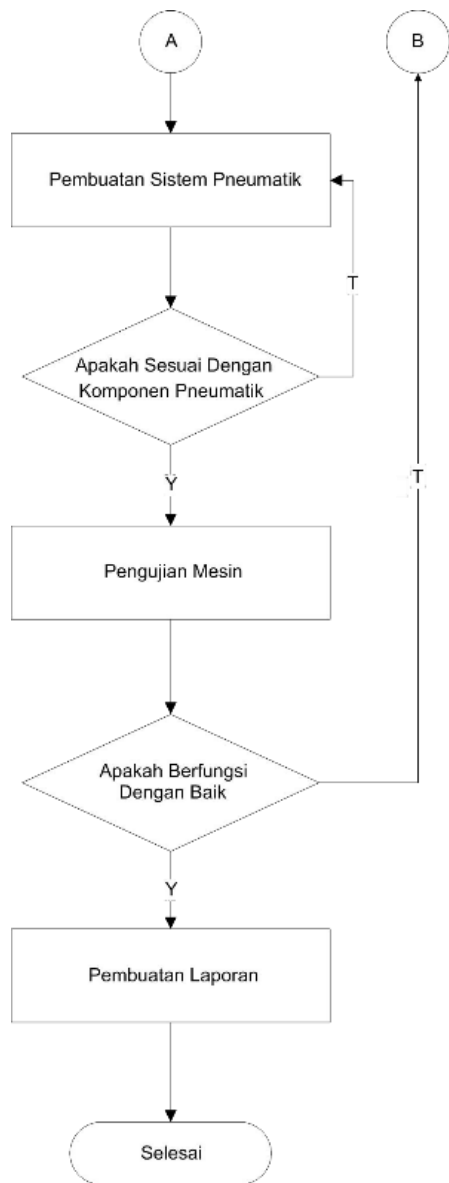 A
B
Pembuatan Sistem Pneumatik
T
Apakah Sesuai Dengan
Komponen Pneumatik
Y
T
Pengujian Mesin
Apakah Berfungsi
Dengan Baik
Y
Pembuatan Laporan
Selesai